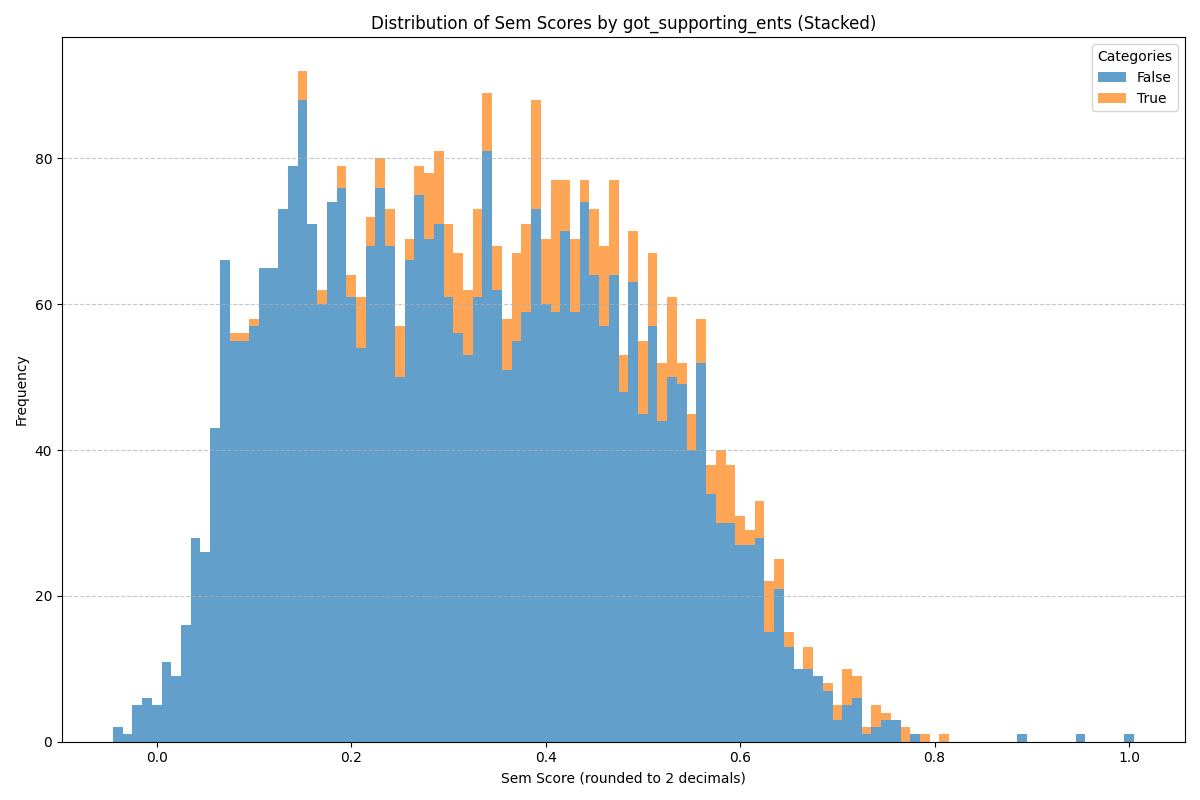 Distribution of Sem Scores by got_supporting_ents (Stacked)
Categories
False
True
Frequency
80
60
40
20
0
0.0 0.2 0.4 0.6 0.8 1.0
Sem Score (rounded to 2 decimals)